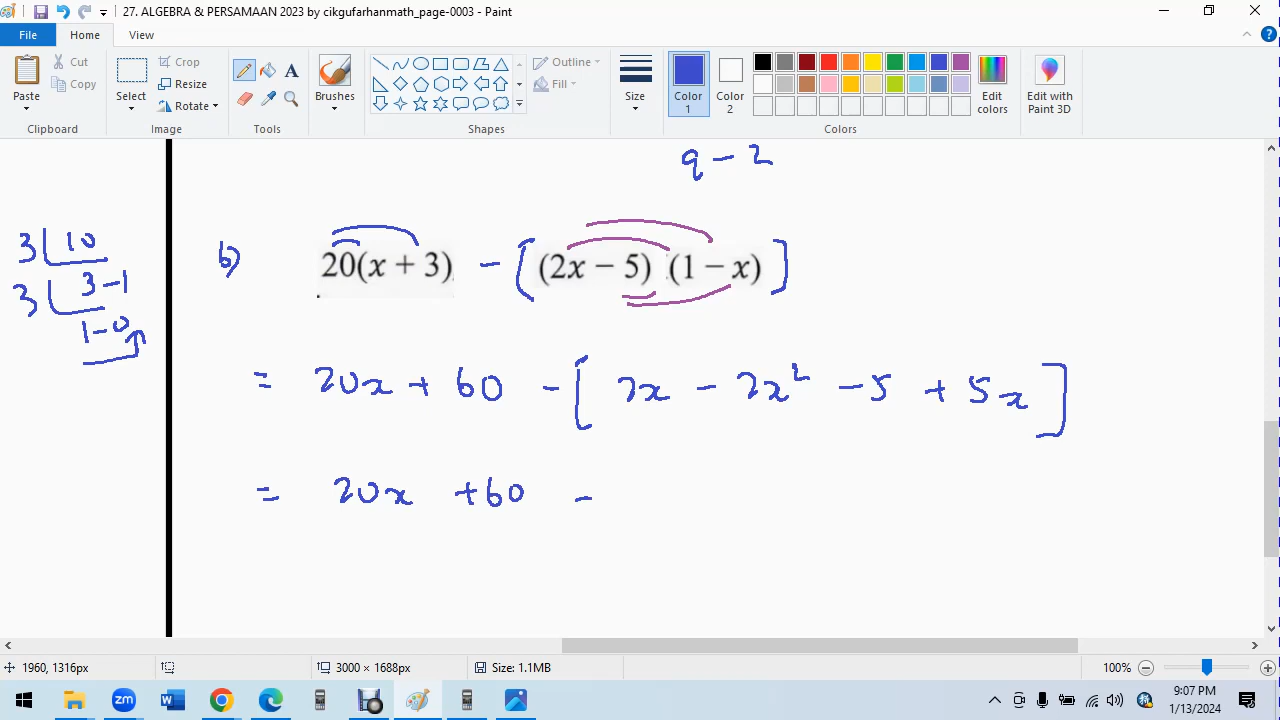 27. ALGEBRA & PERSAMAAN 2023 by cikgufarhanmath_page-0003 - Paint
File Home View
Paste Cut Copy
Select Crop Resize Rotate
Brushes
Outline Fill
Size
Color 1 Color 2
Edit colors
Edit with Paint 3D
Clipboard Image Tools Shapes Colors
q - 2
3 10
3 3-1
1-0
b) 20(x + 3) - [(2x - 5) (1 - x)]
= 20x + 60 - [ 2x - 2x² - 5 + 5x ]
= 20x + 60 -
1960, 1316px 3000 × 1688px Size: 1.1MB 100%
9:07 PM
1/13/2024